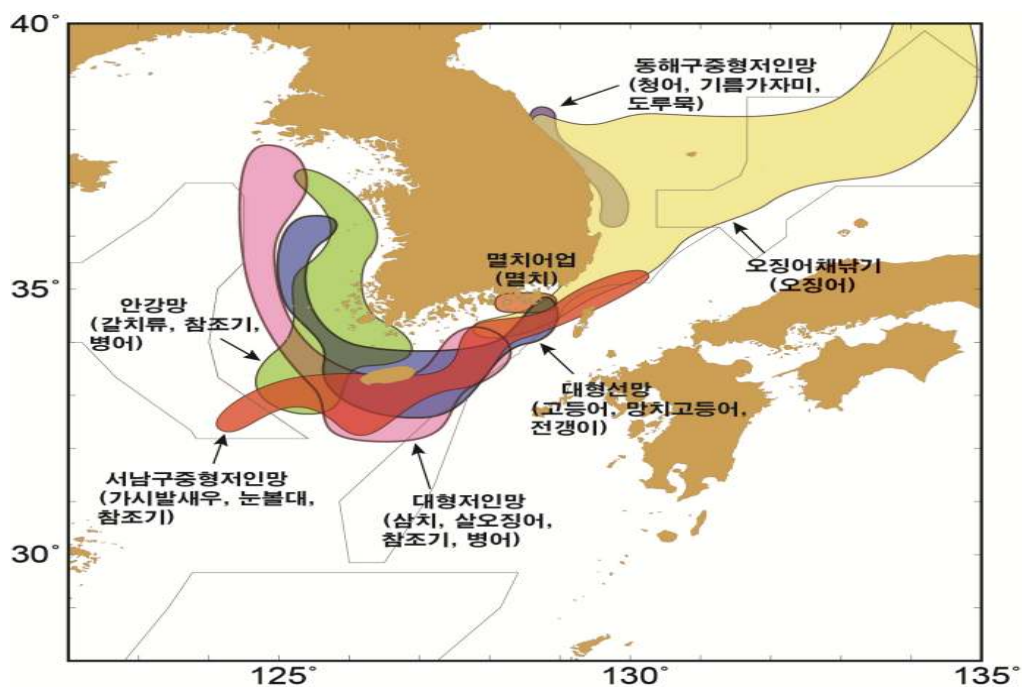 40°
동해구중형저인망
(청어, 기름가자미,
도루묵)
멸치어업
(멸치)
오징어채낚기
(오징어)
35°
안강망
(갈치류, 참조기,
병어)
대형선망
(고등어, 망치고등어,
전갱이)
서남구중형저인망
(가시발새우, 눈볼대,
참조기)
대형저인망
(삼치, 살오징어,
참조기, 병어)
30°
125°
130°
135°